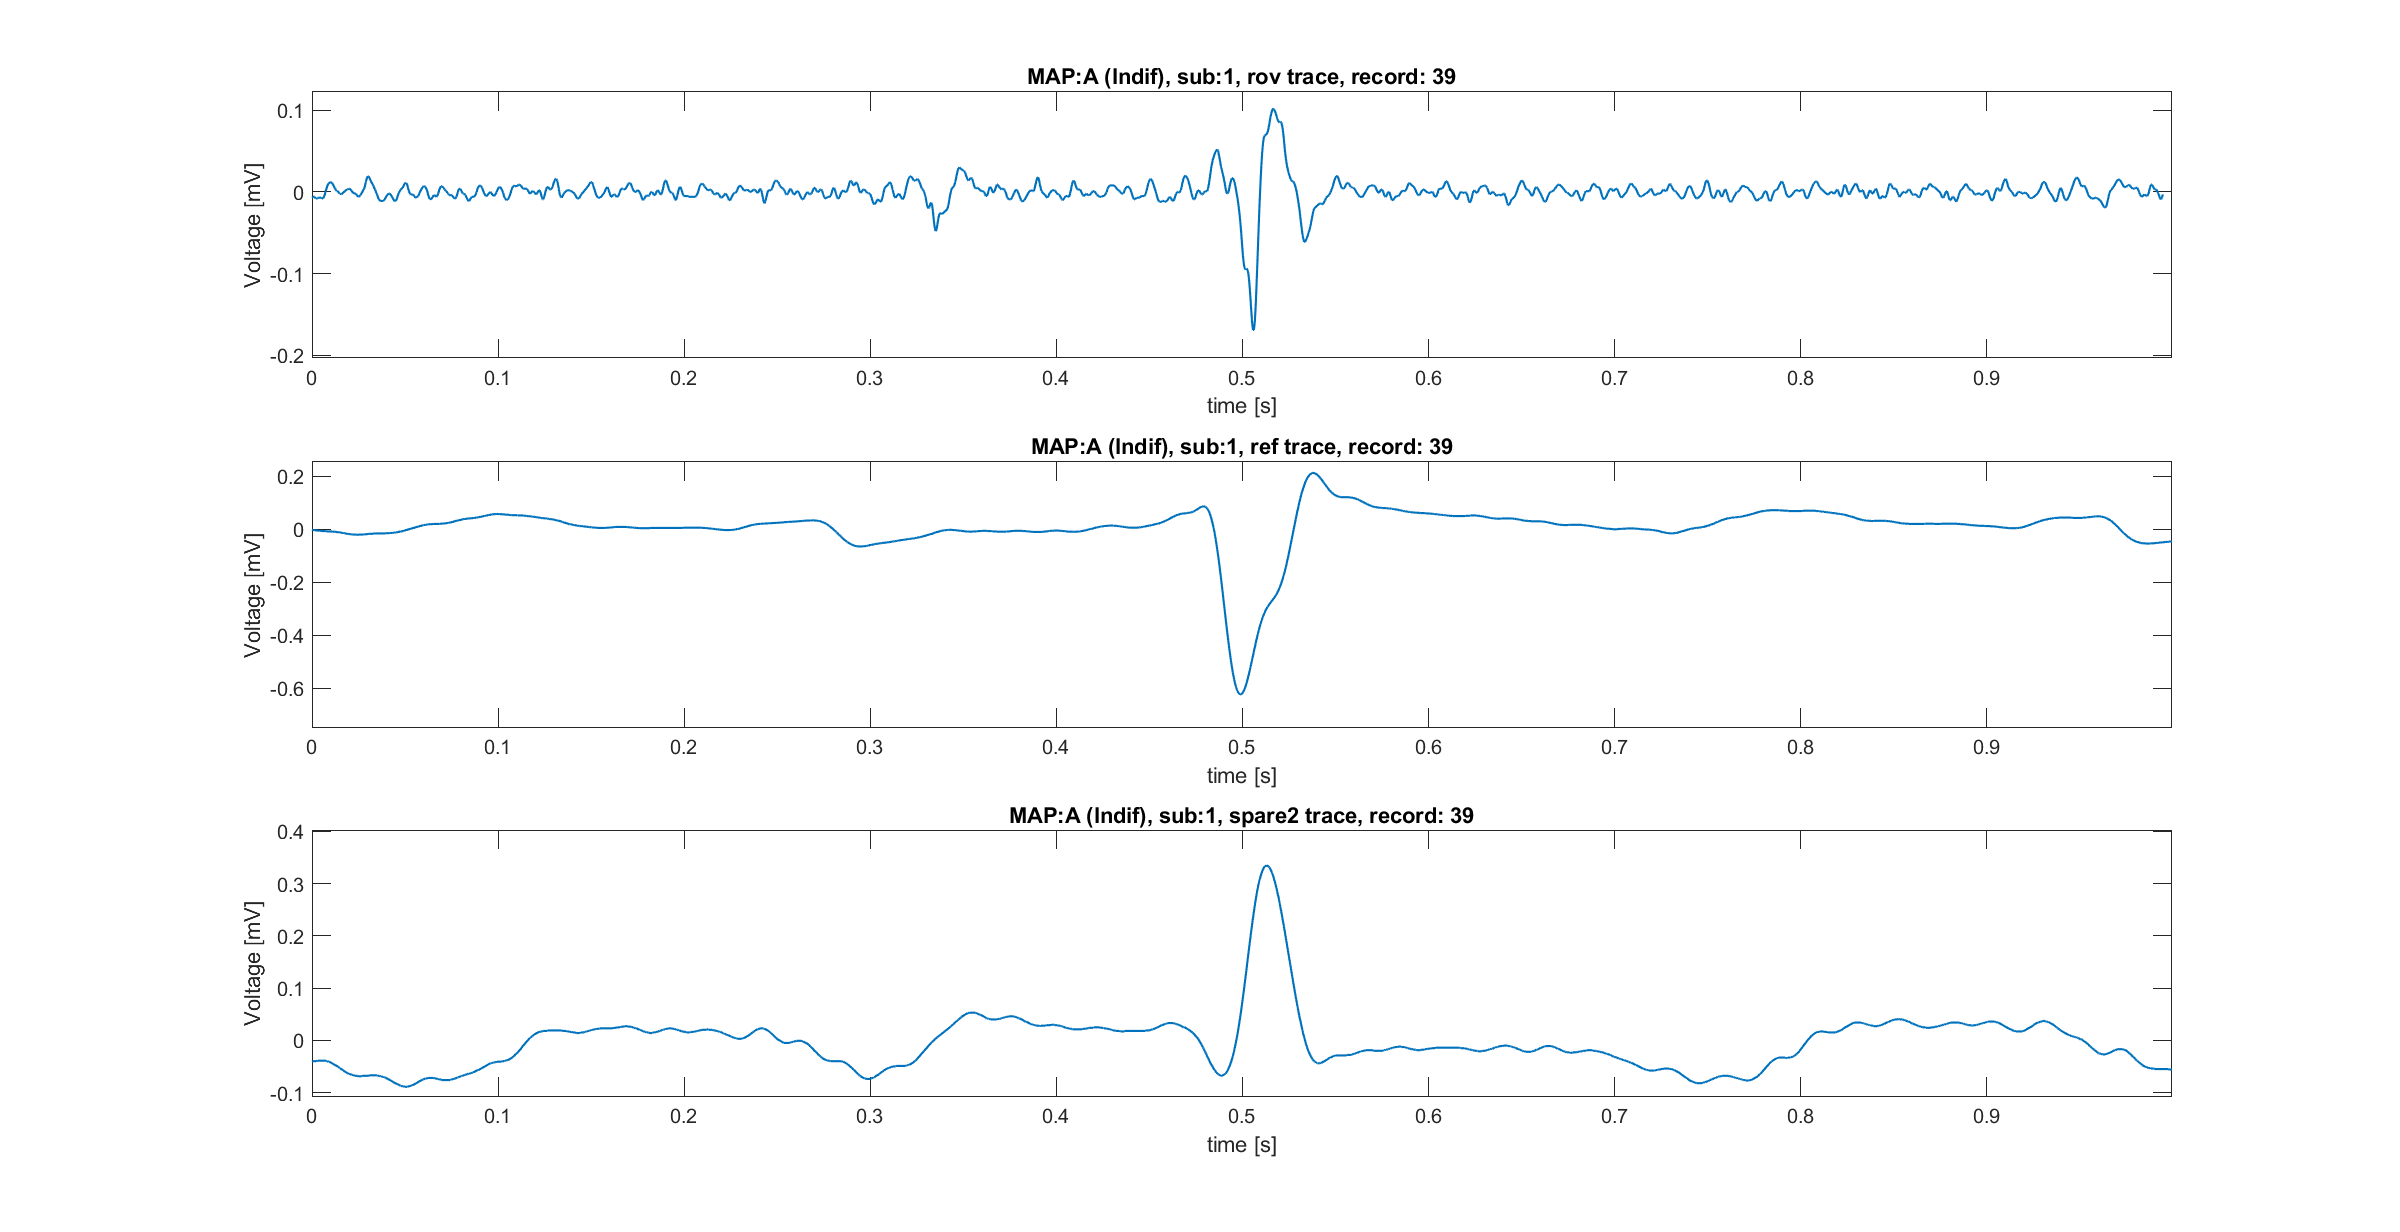 MAP:A (Indif), sub:1, rov trace, record: 39
Voltage [mV]
0.1
0
-0.1
-0.2
0 0.1 0.2 0.3 0.4 0.5 0.6 0.7 0.8 0.9
time [s]
MAP:A (Indif), sub:1, ref trace, record: 39
Voltage [mV]
0.2
0
-0.2
-0.4
-0.6
0 0.1 0.2 0.3 0.4 0.5 0.6 0.7 0.8 0.9
time [s]
MAP:A (Indif), sub:1, spare2 trace, record: 39
Voltage [mV]
0.4
0.3
0.2
0.1
0
-0.1
0 0.1 0.2 0.3 0.4 0.5 0.6 0.7 0.8 0.9
time [s]